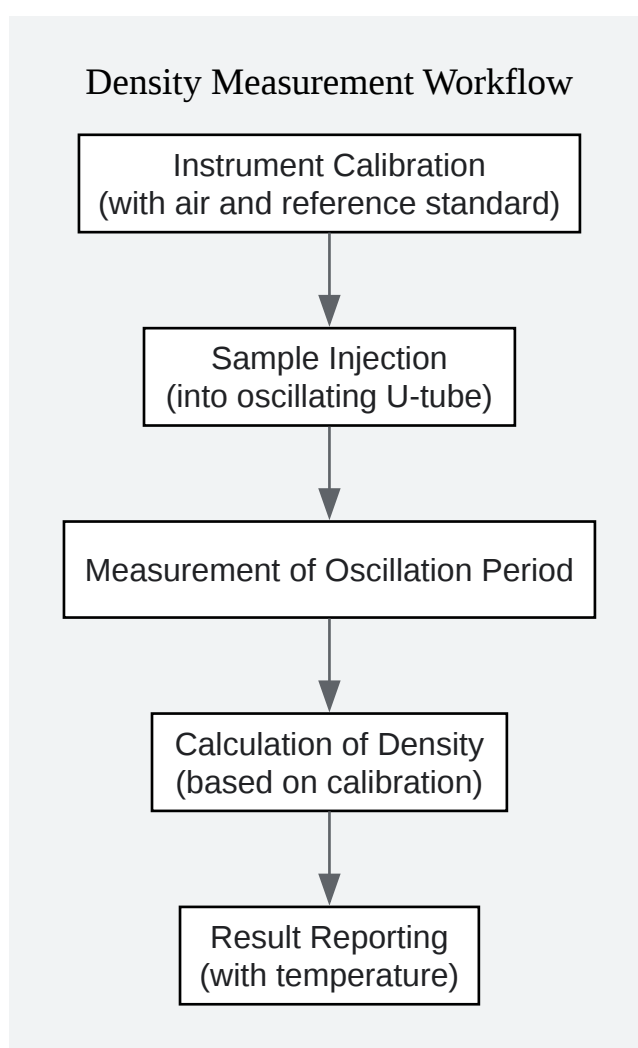 Density Measurement Workflow
Instrument Calibration
(with air and reference standard)
Sample Injection
(into oscillating U-tube)
Measurement of Oscillation Period
Calculation of Density
(based on calibration)
Result Reporting
(with temperature)